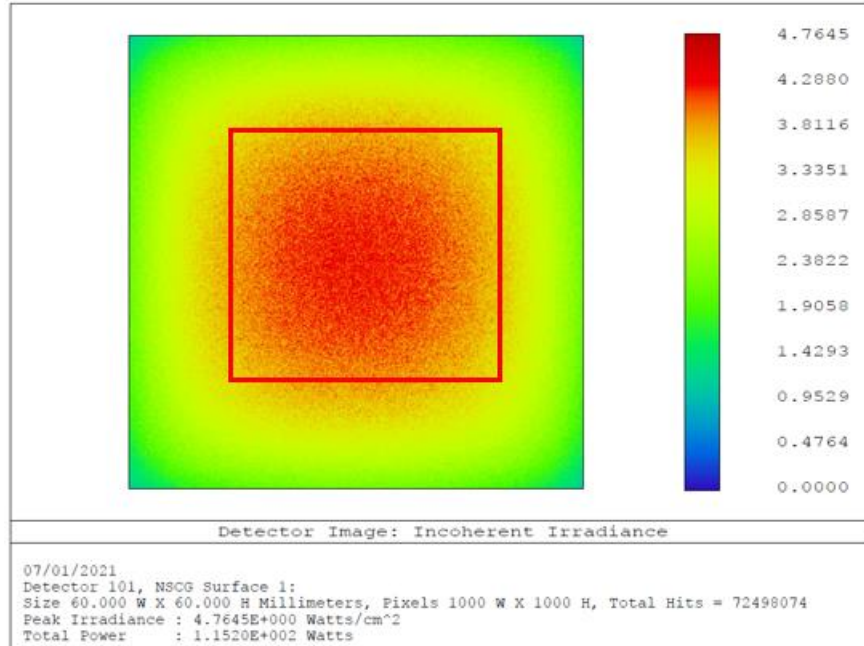 4.7645
4.2880
3.8116
3.3351
2.8587
2.3822
1.9058
1.4293
0.9529
0.4764
0.0000
Detector Image: Incoherent Irradiance
07/01/2021
Detector 101, NSCG Surface 1:
Size 60.000 W X 60.000 H Millimeters, Pixels 1000 W X 1000 H, Total Hits = 72498074
Peak Irradiance : 4.7645E+000 Watts/cm^2
Total Power : 1.1520E+002 Watts